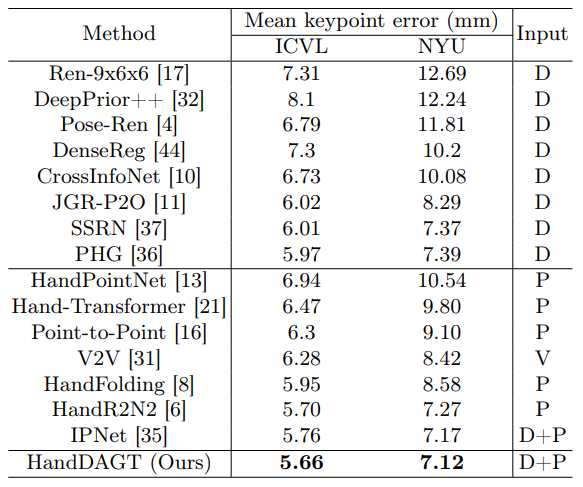 Method Mean keypoint error (mm) Input
ICVL NYU
Ren-9x6x6 [17] 7.31 12.69 D
DeepPrior++ [32] 8.1 12.24 D
Pose-Ren [4] 6.79 11.81 D
DenseReg [44] 7.3 10.2 D
CrossInfoNet [10] 6.73 10.08 D
JGR-P2O [11] 6.02 8.29 D
SSRN [37] 6.01 7.37 D
PHG [36] 5.97 7.39 D
HandPointNet [13] 6.94 10.54 P
Hand-Transformer [21] 6.47 9.80 P
Point-to-Point [16] 6.3 9.10 P
V2V [31] 6.28 8.42 V
HandFolding [8] 5.95 8.58 P
HandR2N2 [6] 5.70 7.27 P
IPNet [35] 5.76 7.17 D+P
HandDAGT (Ours) 5.66 7.12 D+P